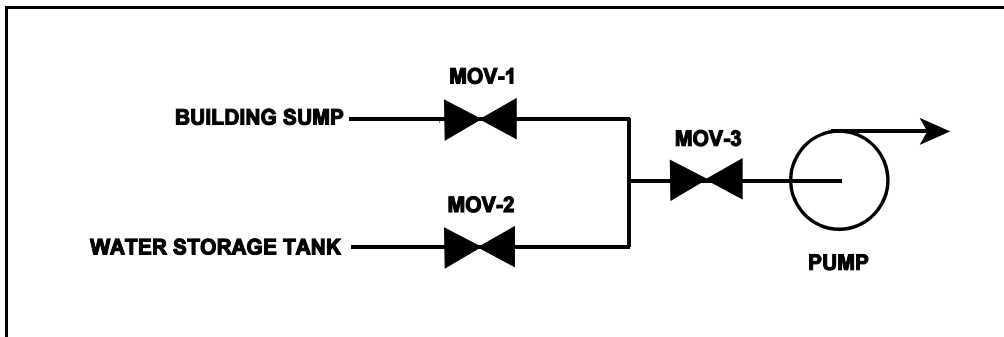 MOV-1
BUILDING SUMP
MOV-3
MOV-2
WATER STORAGE TANK
PUMP